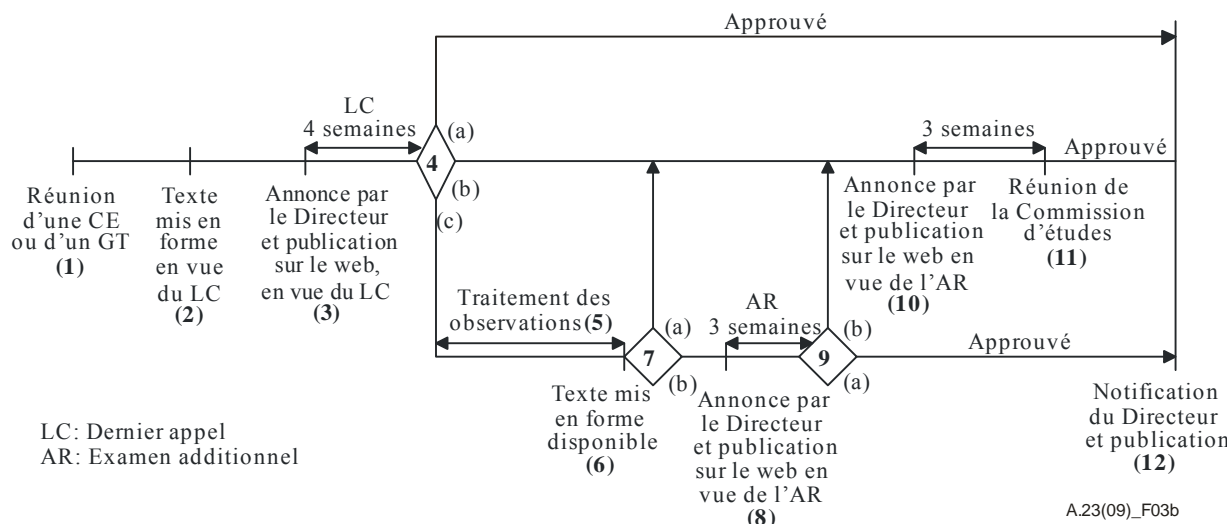 Approuvé
LC
4 semaines
(a)
4
(b)
(c)
3 semaines
Approuvé
Réunion
d'une CE
ou d'un GT
(1)
Texte
mis en
forme
en vue
du LC
(2)
Annonce par
le Directeur
et publication
sur le web,
en vue du LC
(3)
Annonce par
le Directeur
et publication
sur le web en
vue de l'AR
(10)
Réunion de
la Commission
d'études
(11)
Traitement des
observations (5)
(a)
7
(b)
AR
3 semaines
(b)
9
(a)
Approuvé
Texte mis
en forme
disponible
(6)
Annonce par
le Directeur
et publication
sur le web en
vue de l'AR
(8)
Notification
du Directeur
et publication
(12)
LC: Dernier appel
AR: Examen additionnel
A.23(09)_F03b